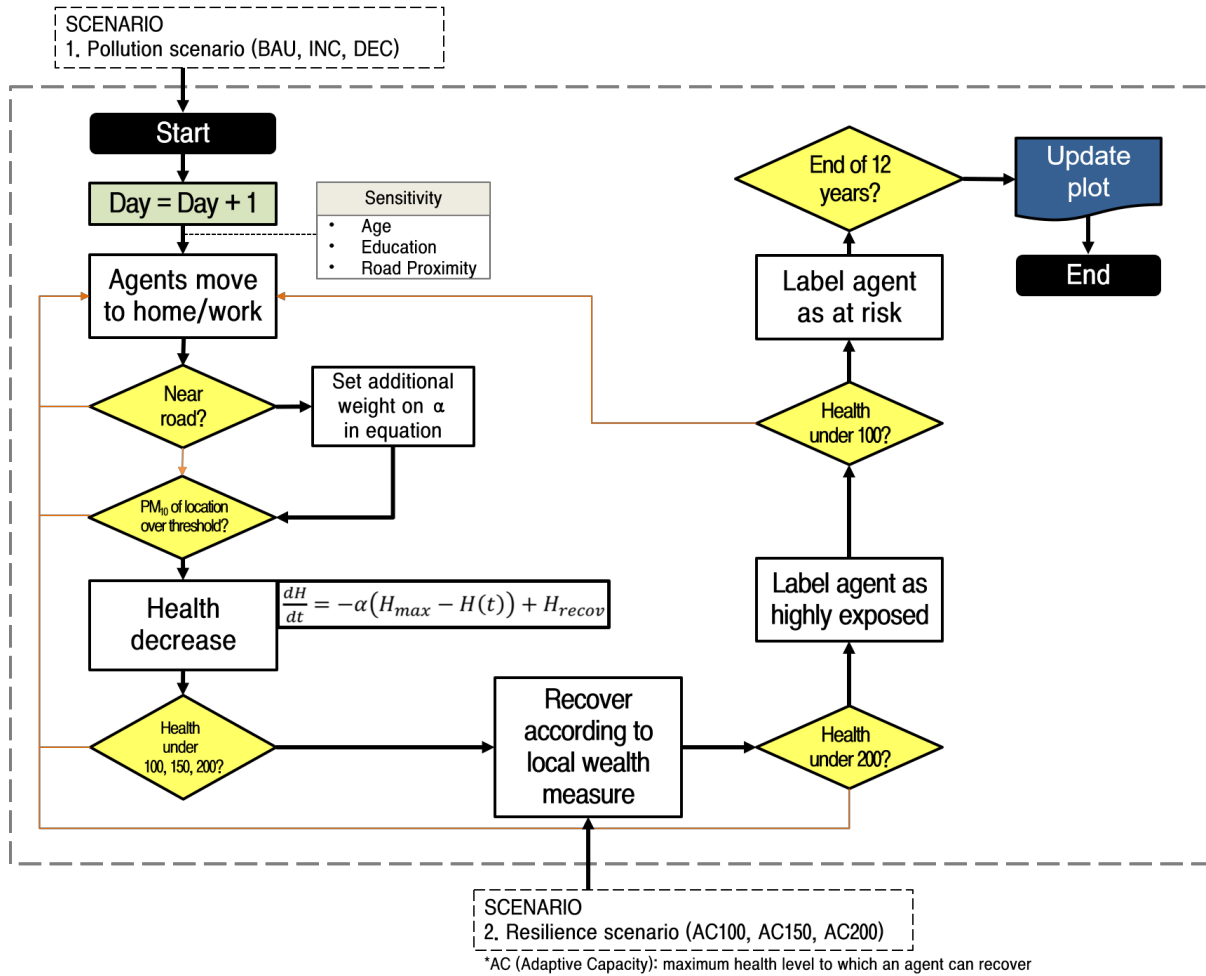 SCENARIO
1. Pollution scenario (BAU, INC, DEC)
Start
Day = Day + 1
Sensitivity
• Age
• Education
• Road Proximity
Agents move
to home/work
Near
road?
Set additional
weight on α
in equation
PM₁₀ of location
over threshold?
Health
decrease
dH/dt = −α(H_max − H(t)) + H_recov
Health
under
100, 150, 200?
Recover
according to
local wealth
measure
Health
under 200?
Label agent as
highly exposed
Health
under 100?
Label agent
as at risk
End of 12
years?
Update
plot
End
SCENARIO
2. Resilience scenario (AC100, AC150, AC200)
*AC (Adaptive Capacity): maximum health level to which an agent can recover